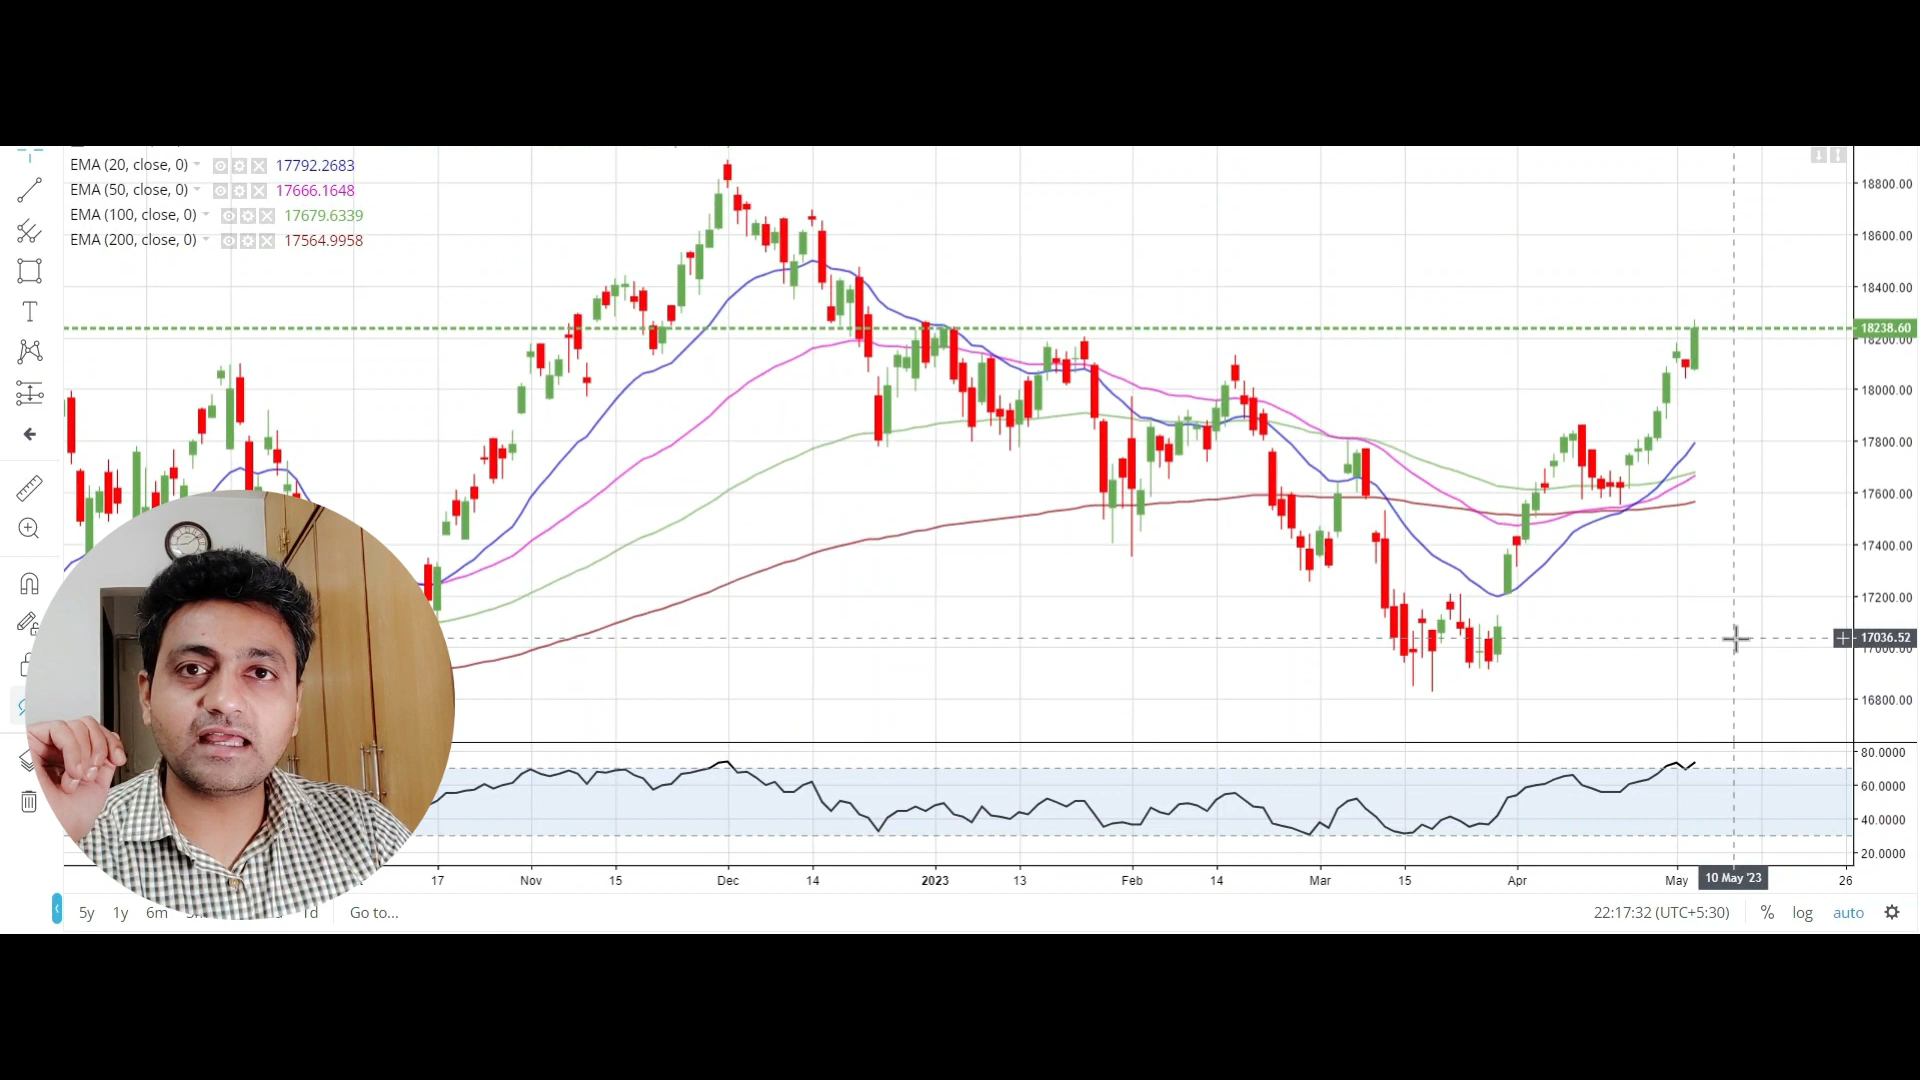 EMA (20, close, 0) 17792.2683
EMA (50, close, 0) 17666.1648
EMA (100, close, 0) 17679.6339
EMA (200, close, 0) 17564.9958
18800.00
18600.00
18400.00
18238.60
18200.00
18000.00
17800.00
17600.00
17400.00
17200.00
17036.52
17000.00
16800.00
80.0000
60.0000
40.0000
20.0000
17 Nov 15 Dec 14 2023 13 Feb 14 Mar 15 Apr May 10 May '23 26
5y 1y 6m 1d Go to... 22:17:32 (UTC+5:30) % log auto